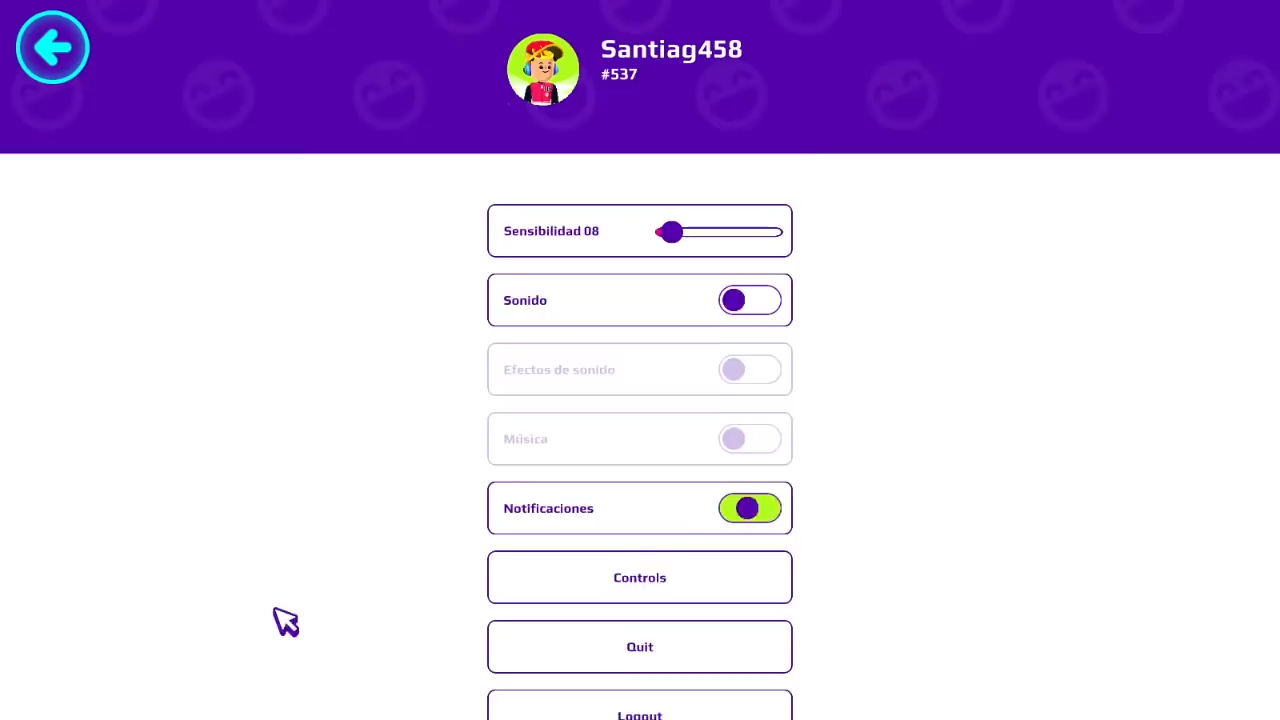 Santiag458
#537
Sensibilidad 08
Sonido
Efectos de sonido
Música
Notificaciones
Controls
Quit
Logout